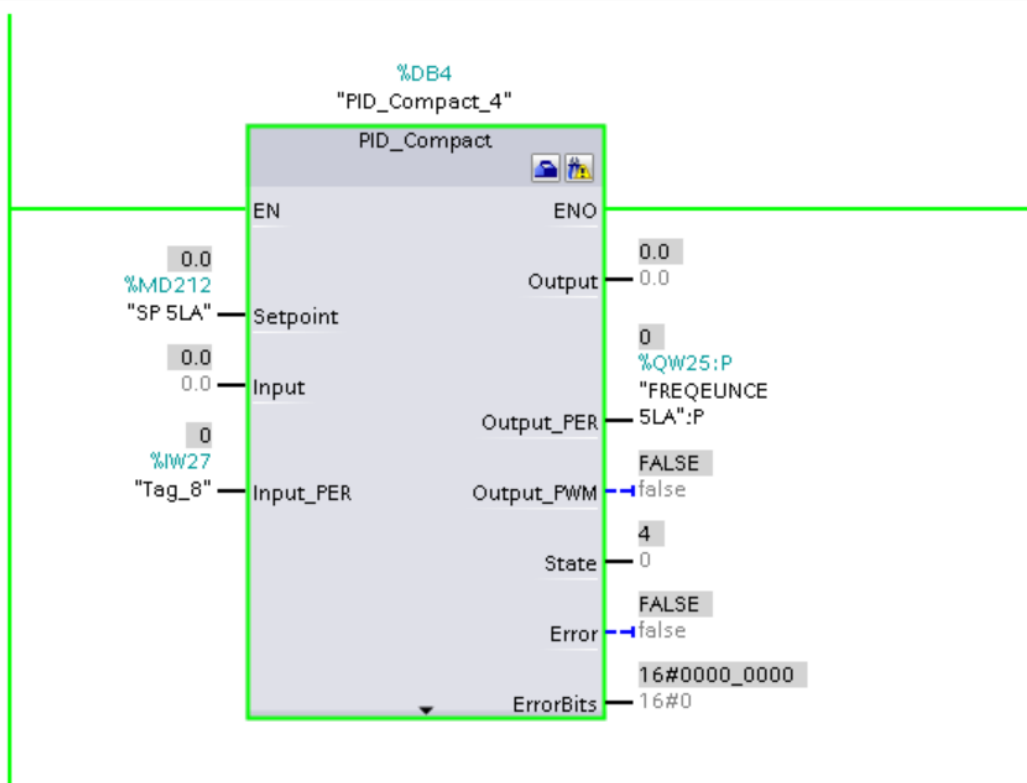 %DB4
"PID_Compact_4"
PID_Compact
EN
ENO
0.0
%MD212
"SP 5LA"
Setpoint
0.0
0.0
Input
0
%IW27
"Tag_8"
Input_PER
0.0
Output
0.0
0
%QW25:P
"FREQEUNCE
Output_PER
5LA":P
FALSE
Output_PWM
false
4
State
0
FALSE
Error
false
16#0000_0000
ErrorBits
16#0